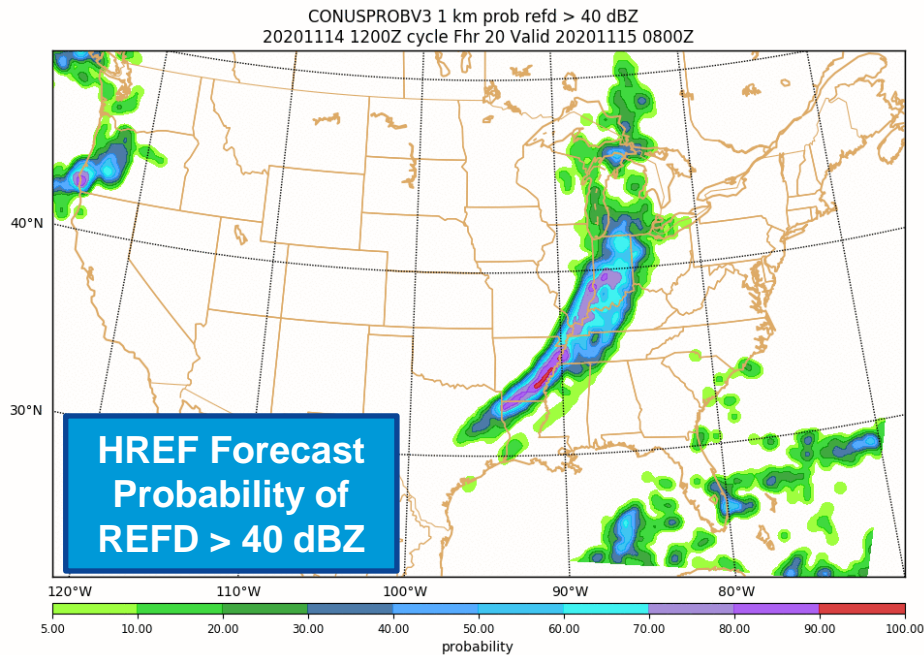 CONUSPROBV3 1 km prob refd > 40 dBZ
20201114 1200Z cycle Fhr 20 Valid 20201115 0800Z
40°N
30°N
HREF Forecast
Probability of
REFD > 40 dBZ
120°W 110°W 100°W 90°W 80°W
5.00 10.00 20.00 30.00 40.00 50.00 60.00 70.00 80.00 90.00 100.00
probability